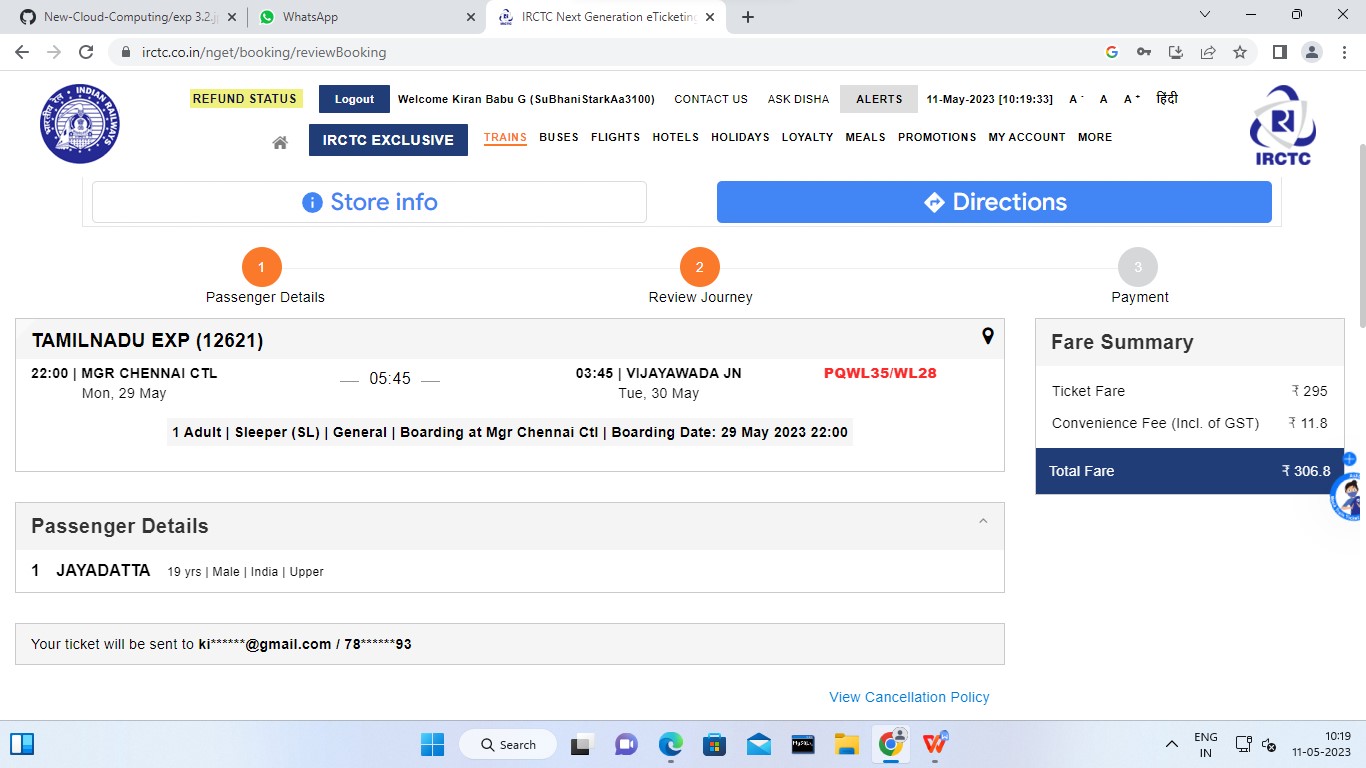 New-Cloud-Computing/exp 3.2.j
WhatsApp
IRCTC Next Generation eTicketing
irctc.co.in/nget/booking/reviewBooking
REFUND STATUS
Logout
Welcome Kiran Babu G (SuBhaniStarkAa3100)
CONTACT US
ASK DISHA
ALERTS
11-May-2023 [10:19:33]
A - A A + हिंदी
INDIAN RAILWAYS
भारतीय रेल
IRCTC EXCLUSIVE
TRAINS BUSES FLIGHTS HOTELS HOLIDAYS LOYALTY MEALS PROMOTIONS MY ACCOUNT MORE
IRCTC
Store info
Directions
1 2 3
Passenger Details Review Journey Payment
TAMILNADU EXP (12621)
22:00 | MGR CHENNAI CTL
Mon, 29 May
05:45
03:45 | VIJAYAWADA JN
Tue, 30 May
PQWL35/WL28
1 Adult | Sleeper (SL) | General | Boarding at Mgr Chennai Ctl | Boarding Date: 29 May 2023 22:00
Fare Summary
Ticket Fare ₹ 295
Convenience Fee (Incl. of GST) ₹ 11.8
Total Fare ₹ 306.8
Passenger Details
1 JAYADATTA 19 yrs | Male | India | Upper
Your ticket will be sent to ki******@gmail.com / 78******93
View Cancellation Policy
Search
MySQL
ENG
IN
10:19
11-05-2023